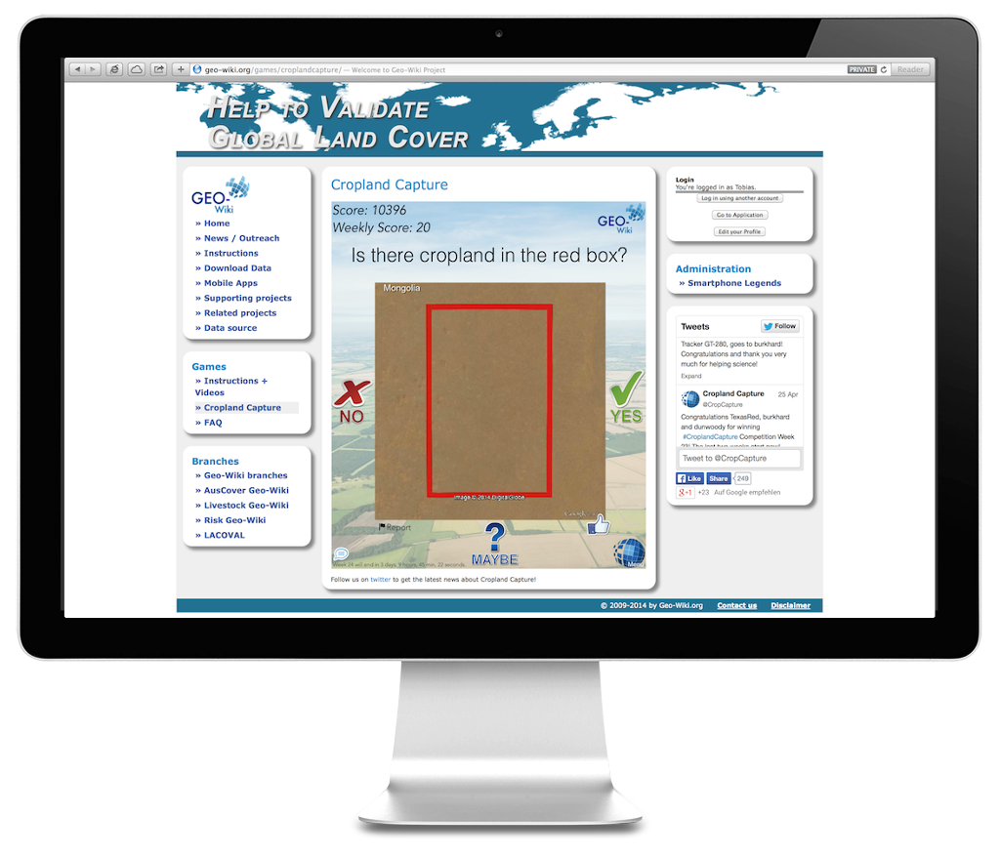 geo-wiki.org/games/croplandcapture/ — Welcome to Geo-Wiki Project
PRIVATE
Reader
HELP TO VALIDATE
GLOBAL LAND COVER
GEO-
Wiki
» Home
» News / Outreach
» Instructions
» Download Data
» Mobile Apps
» Supporting projects
» Related projects
» Data source
Games
» Instructions +
Videos
» Cropland Capture
» FAQ
Branches
» Geo-Wiki branches
» AusCover Geo-Wiki
» Livestock Geo-Wiki
» Risk Geo-Wiki
» LACOVAL
Cropland Capture
Score: 10396
Weekly Score: 20
GEO-
Wiki
Is there cropland in the red box?
Mongolia
NO
YES
Image © 2014 DigitalGlobe
Report
MAYBE
Menu
Week 24 will end in 3 days, 9 hours, 40 min, 22 seconds
Follow us on twitter to get the latest news about Cropland Capture!
Login
You're logged in as Tobias.
Log in using another account
Go to Application
Edit your Profile
Administration
» Smartphone Legends
Tweets
Follow
Tracker GT-280, goes to burkhard!
Congratulations and thank you very
much for helping science!
Expand
Cropland Capture
25 Apr
@CropCapture
Congratulations TexasRed, burkhard
and dunwoody for winning
#CroplandCapture Competition Week
23! The last two weeks start now!
Tweet to @CropCapture
Like
Share
249
+1
+23 Auf Google empfehlen
© 2009-2014 by Geo-Wiki.org
Contact us
Disclaimer